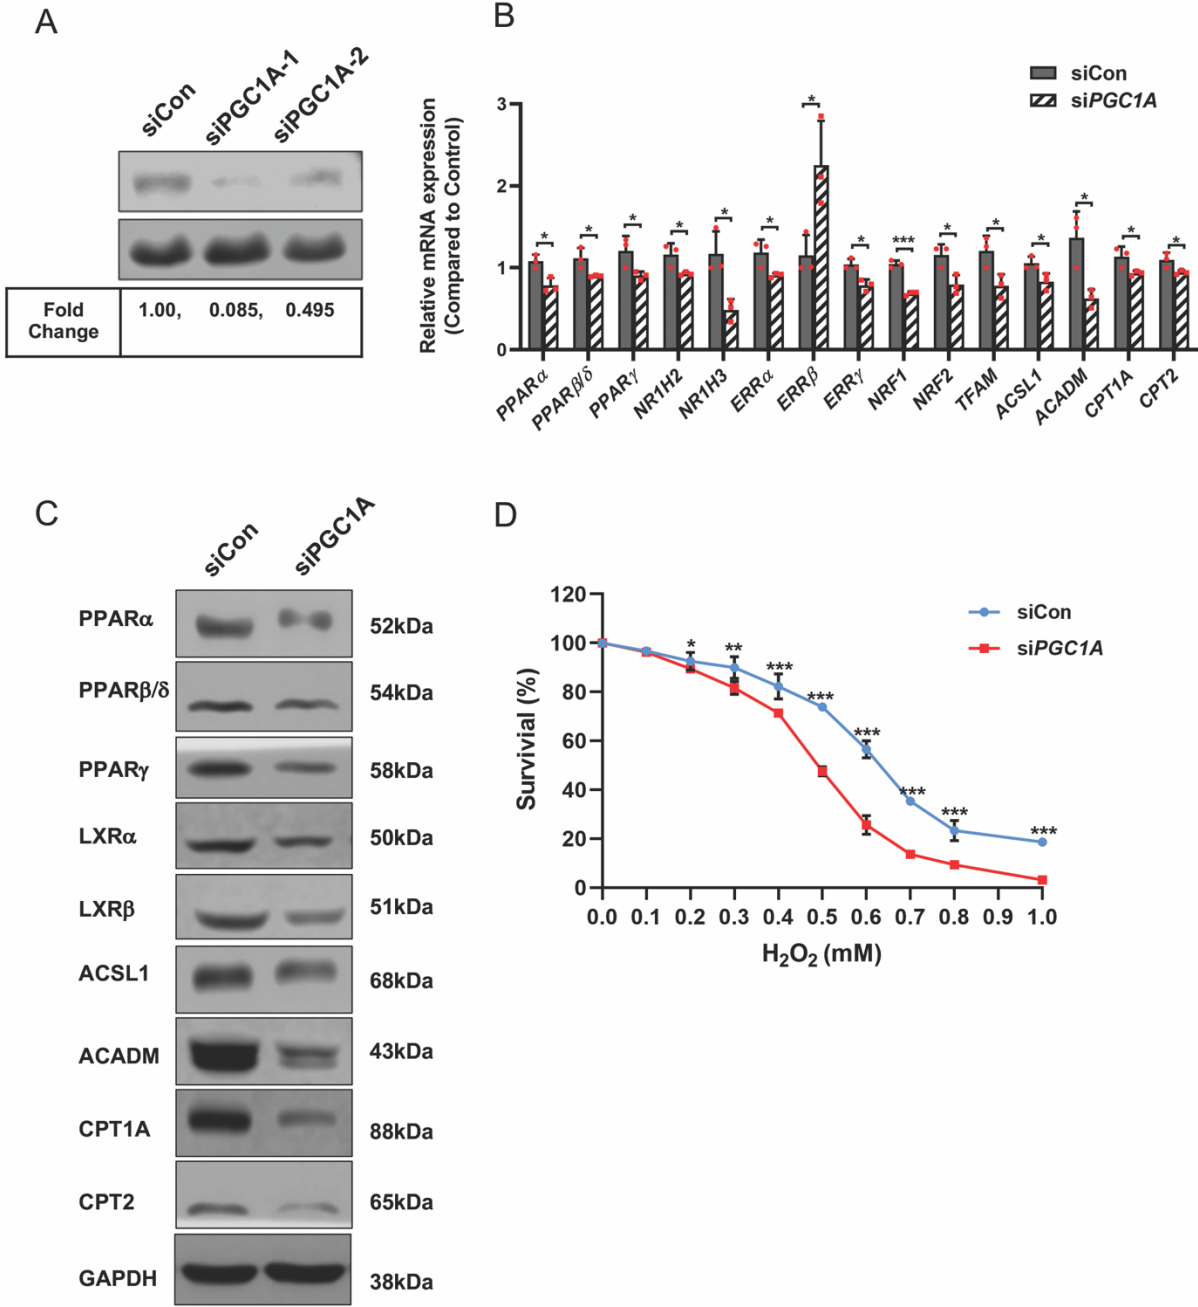 A
siCon
siPGC1A-1
siPGC1A-2
Fold
Change
1.00,
0.085,
0.495
B
siCon
siPGC1A
Relative mRNA expression
(Compared to Control)
3
2
1
0
*
*
*
*
*
*
*
*
***
*
*
*
*
*
*
PPARα
PPARβ/δ
PPARγ
NR1H2
NR1H3
ERRα
ERRβ
ERRγ
NRF1
NRF2
TFAM
ACSL1
ACADM
CPT1A
CPT2
C
siCon
siPGC1A
PPARα 52kDa
PPARβ/δ 54kDa
PPARγ 58kDa
LXRα 50kDa
LXRβ 51kDa
ACSL1 68kDa
ACADM 43kDa
CPT1A 88kDa
CPT2 65kDa
GAPDH 38kDa
D
siCon
siPGC1A
Survivial (%)
120
100
80
60
40
20
0
*
**
***
***
***
***
***
***
0.0 0.1 0.2 0.3 0.4 0.5 0.6 0.7 0.8 1.0
H₂O₂ (mM)